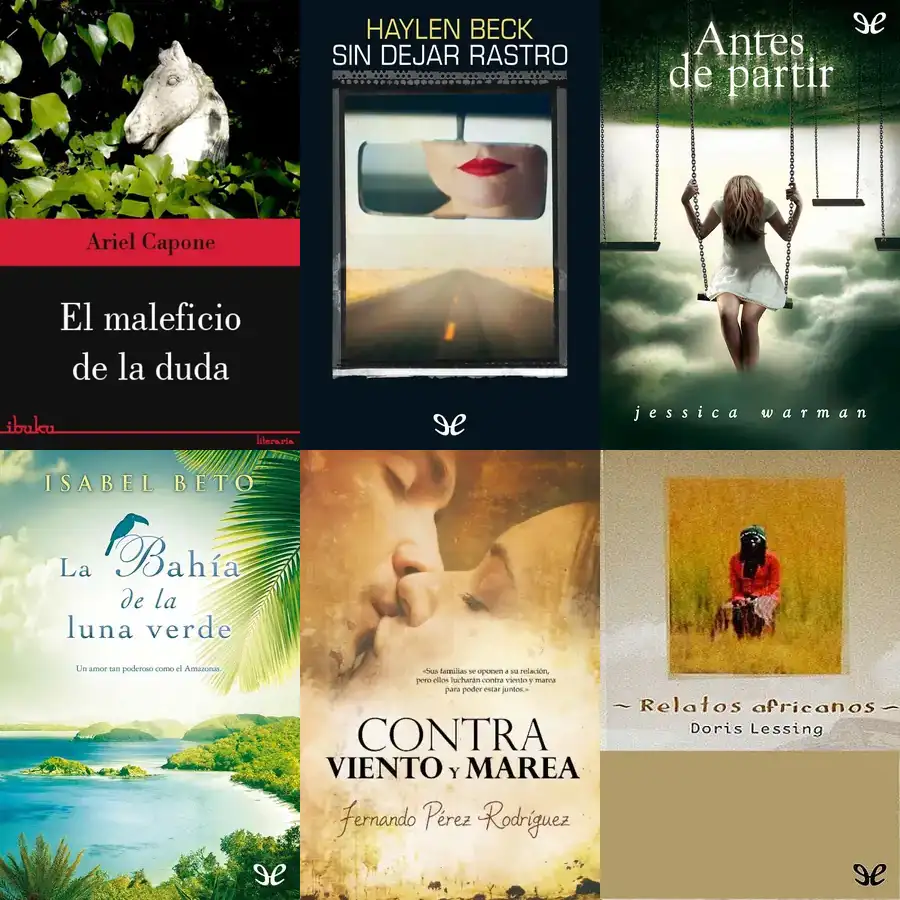 Ariel Capone
El maleficio
de la duda
ibuku
literaria
HAYLEN BECK
SIN DEJAR RASTRO
Antes
de partir
jessica warman
ISABEL BETO
La Bahía
de la
luna verde
Un amor tan poderoso como el Amazonas.
«Sus familias se oponen a su relación,
pero ellos lucharán contra viento y marea
para poder estar juntos.»
CONTRA
VIENTO Y MAREA
Fernando Pérez Rodríguez
~ Relatos africanos ~
Doris Lessing